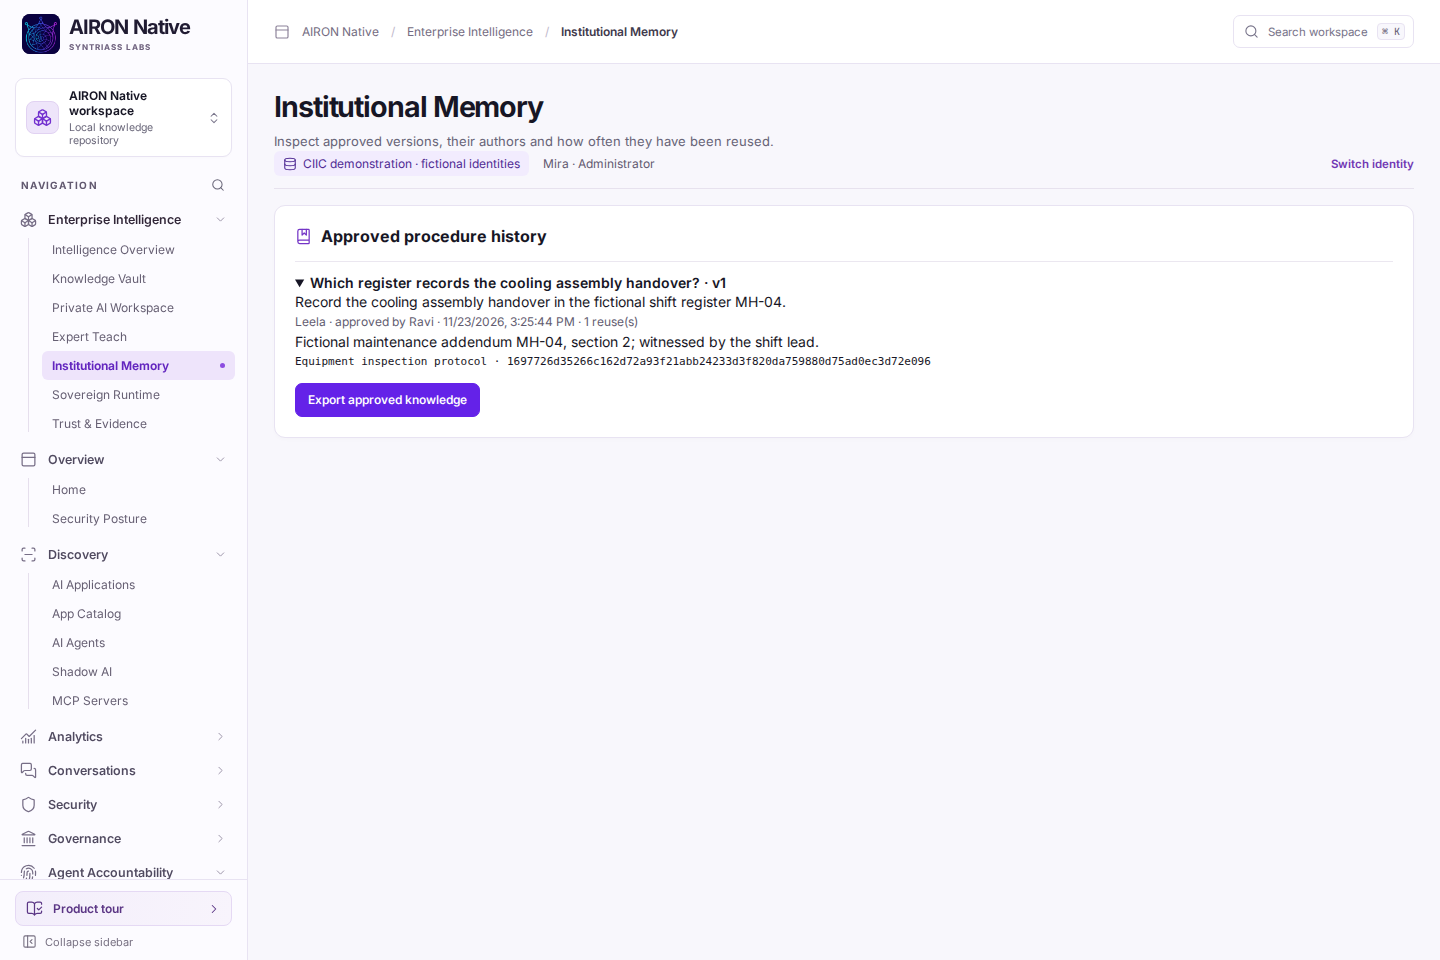 AIRON Native
SYNTRIASS LABS
AIRON Native
workspace
Local knowledge
repository
NAVIGATION
Enterprise Intelligence
Intelligence Overview
Knowledge Vault
Private AI Workspace
Expert Teach
Institutional Memory
Sovereign Runtime
Trust & Evidence
Overview
Home
Security Posture
Discovery
AI Applications
App Catalog
AI Agents
Shadow AI
MCP Servers
Analytics
Conversations
Security
Governance
Agent Accountability
Product tour
Collapse sidebar
AIRON Native / Enterprise Intelligence / Institutional Memory
Search workspace ⌘ K
Institutional Memory
Inspect approved versions, their authors and how often they have been reused.
CIIC demonstration · fictional identities Mira · Administrator Switch identity
Approved procedure history
▼ Which register records the cooling assembly handover? · v1
Record the cooling assembly handover in the fictional shift register MH-04.
Leela · approved by Ravi · 11/23/2026, 3:25:44 PM · 1 reuse(s)
Fictional maintenance addendum MH-04, section 2; witnessed by the shift lead.
Equipment inspection protocol · 1697726d35266c162d72a93f21abb24233d3f820da759880d75ad0ec3d72e096
Export approved knowledge